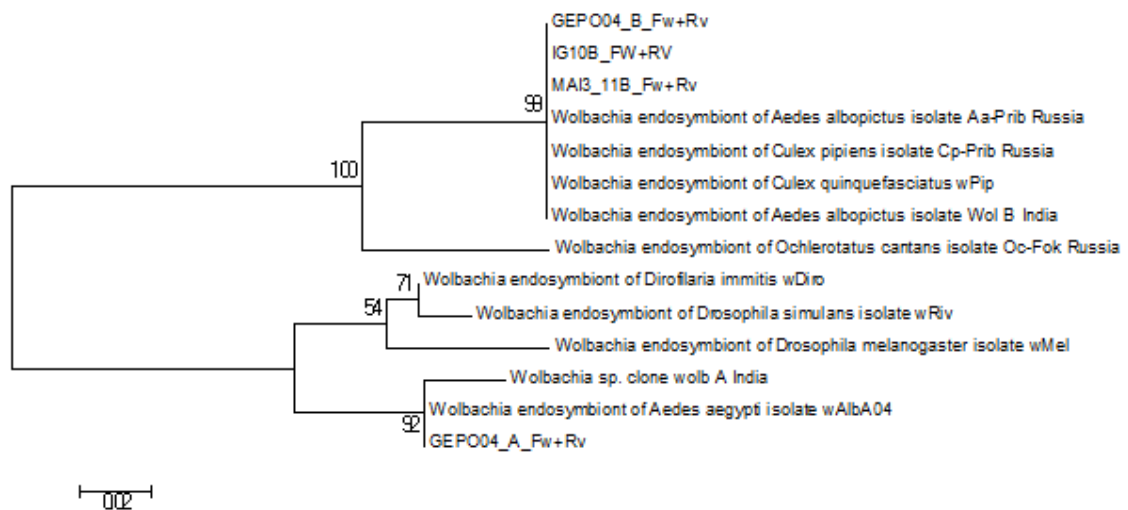 GEPO04_B_Fw+Rv
IG10B_FW+RV
MAI3_11B_Fw+Rv
98
Wolbachia endosymbiont of Aedes albopictus isolate Aa-Prib Russia
Wolbachia endosymbiont of Culex pipiens isolate Cp-Prib Russia
100
Wolbachia endosymbiont of Culex quinquefasciatus wPip
Wolbachia endosymbiont of Aedes albopictus isolate Wol B India
Wolbachia endosymbiont of Ochlerotatus cantans isolate Oc-Fok Russia
71
Wolbachia endosymbiont of Dirofilaria immitis wDiro
54
Wolbachia endosymbiont of Drosophila simulans isolate wRiv
Wolbachia endosymbiont of Drosophila melanogaster isolate wMel
Wolbachia sp. clone wolb A India
Wolbachia endosymbiont of Aedes aegypti isolate wAlbA04
92
GEPO04_A_Fw+Rv
0.02